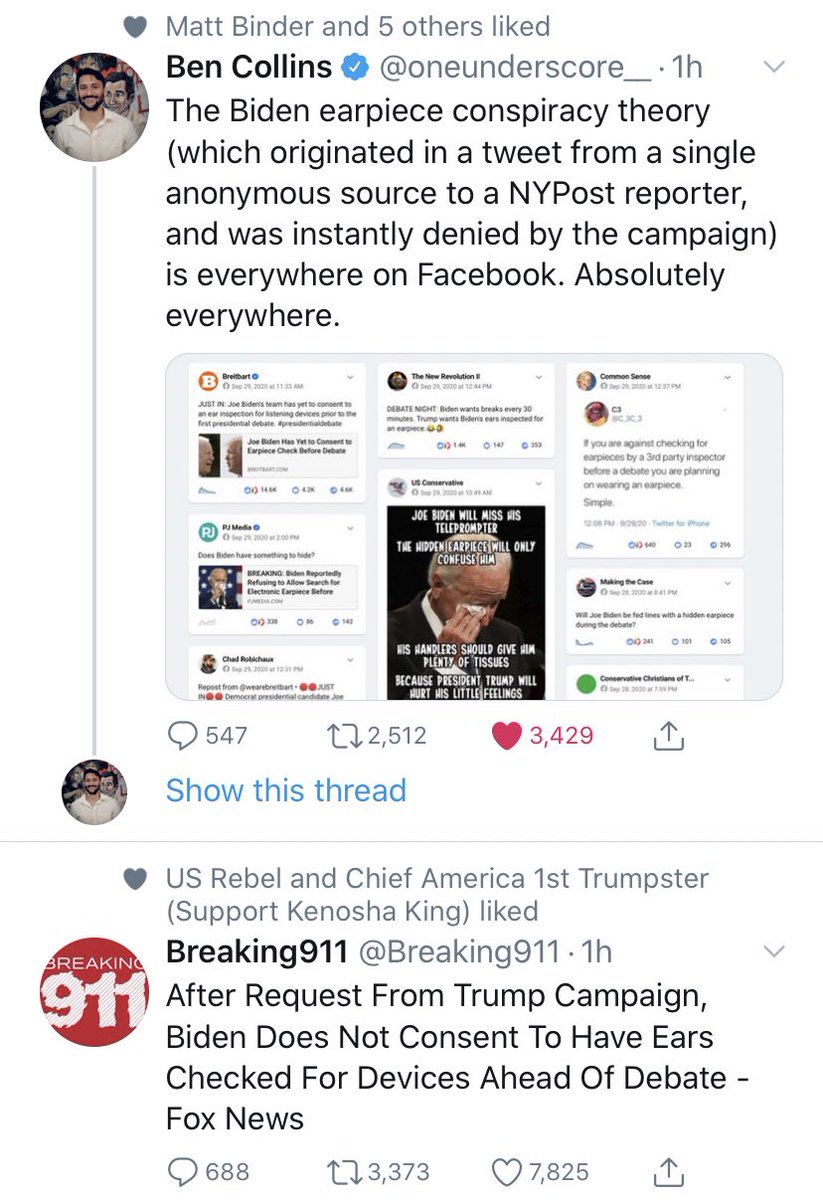 Matt Binder and 5 others liked
Ben Collins @oneunderscore__ · 1h
The Biden earpiece conspiracy theory
(which originated in a tweet from a single
anonymous source to a NYPost reporter,
and was instantly denied by the campaign)
is everywhere on Facebook. Absolutely
everywhere.
Breitbart
Sep 29, 2020 at 11:33 AM
JUST IN: Joe Biden's team has yet to consent to
an ear inspection for listening devices prior to the
first presidential debate. #presidentialdebate
Joe Biden Has Yet to Consent to
Earpiece Check Before Debate
BREITBART.COM
14.6K 4.2K 4.6K
PJ Media
Sep 29, 2020 at 2:00 PM
Does Biden have something to hide?
BREAKING: Biden Reportedly
Refusing to Allow Search for
Electronic Earpiece Before
PJMEDIA.COM
338 86 143
Chad Robichaux
Sep 29, 2020 at 12:31 PM
Repost from @wearebreitbart • 🔴🔴JUST
IN🔴🔴 Democrat presidential candidate Joe
The New Revolution II
Sep 29, 2020 at 12:44 PM
DEBATE NIGHT: Biden wants breaks every 30
minutes. Trump wants Biden's ears inspected for
an earpiece.😂🤣
1.4K 147 353
US Conservative
Sep 29, 2020 at 10:49 AM
JOE BIDEN WILL MISS HIS
TELEPROMPTER
THE HIDDEN EARPIECE WILL ONLY
CONFUSE HIM
HIS HANDLERS SHOULD GIVE HIM
PLENTY OF TISSUES
BECAUSE PRESIDENT TRUMP WILL
HURT HIS LITTLE FEELINGS
Common Sense
Sep 29, 2020 at 12:37 PM
C3
@C_3C_3
If you are against checking for
earpieces by a 3rd party inspector
before a debate you are planning
on wearing an earpiece.
Simple.
12:06 PM · 9/29/20 · Twitter for iPhone
640 23 296
Making the Case
Sep 28, 2020 at 8:41 PM
Will Joe Biden be fed lines with a hidden earpiece
during the debate?
241 101 105
Conservative Christians of T...
Sep 28, 2020 at 7:59 PM
547 2,512 3,429
Show this thread
US Rebel and Chief America 1st Trumpster
(Support Kenosha King) liked
BREAKING
911
Breaking911 @Breaking911 · 1h
After Request From Trump Campaign,
Biden Does Not Consent To Have Ears
Checked For Devices Ahead Of Debate -
Fox News
688 3,373 7,825